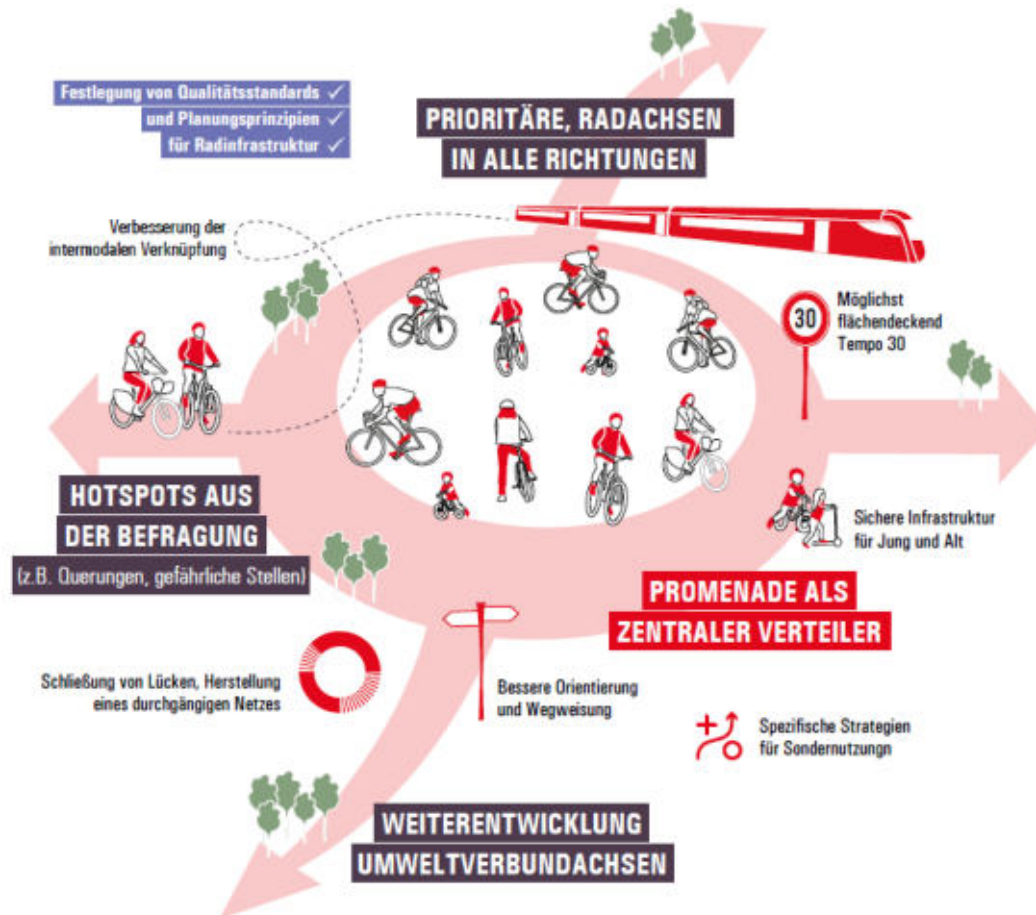 Festlegung von Qualitätsstandards ✓
und Planungsprinzipien ✓
für Radinfrastruktur ✓
PRIORITÄRE, RADACHSEN
IN ALLE RICHTUNGEN
Verbesserung der
intermodalen Verknüpfung
30
Möglichst
flächendeckend
Tempo 30
HOTSPOTS AUS
DER BEFRAGUNG
(z.B. Querungen, gefährliche Stellen)
Sichere Infrastruktur
für Jung und Alt
PROMENADE ALS
ZENTRALER VERTEILER
Schließung von Lücken, Herstellung
eines durchgängigen Netzes
Bessere Orientierung
und Wegweisung
Spezifische Strategien
für Sondernutzungn
WEITERENTWICKLUNG
UMWELTVERBUNDACHSEN